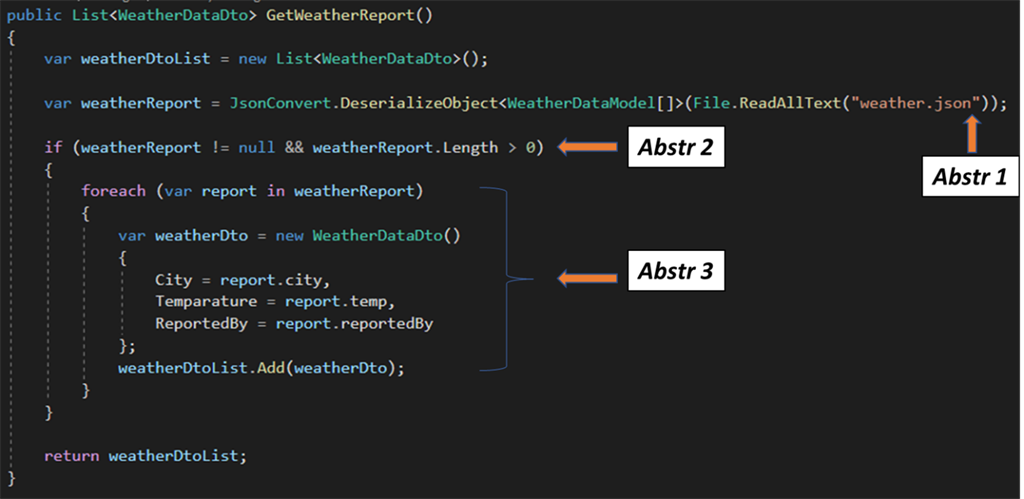 public List<WeatherDataDto> GetWeatherReport()
{
var weatherDtoList = new List<WeatherDataDto>();
var weatherReport = JsonConvert.DeserializeObject<WeatherDataModel[]>(File.ReadAllText("weather.json"));
if (weatherReport != null && weatherReport.Length > 0)
Abstr 2
Abstr 1
{
foreach (var report in weatherReport)
{
var weatherDto = new WeatherDataDto()
{
Abstr 3
City = report.city,
Temparature = report.temp,
ReportedBy = report.reportedBy
};
weatherDtoList.Add(weatherDto);
}
}
return weatherDtoList;
}